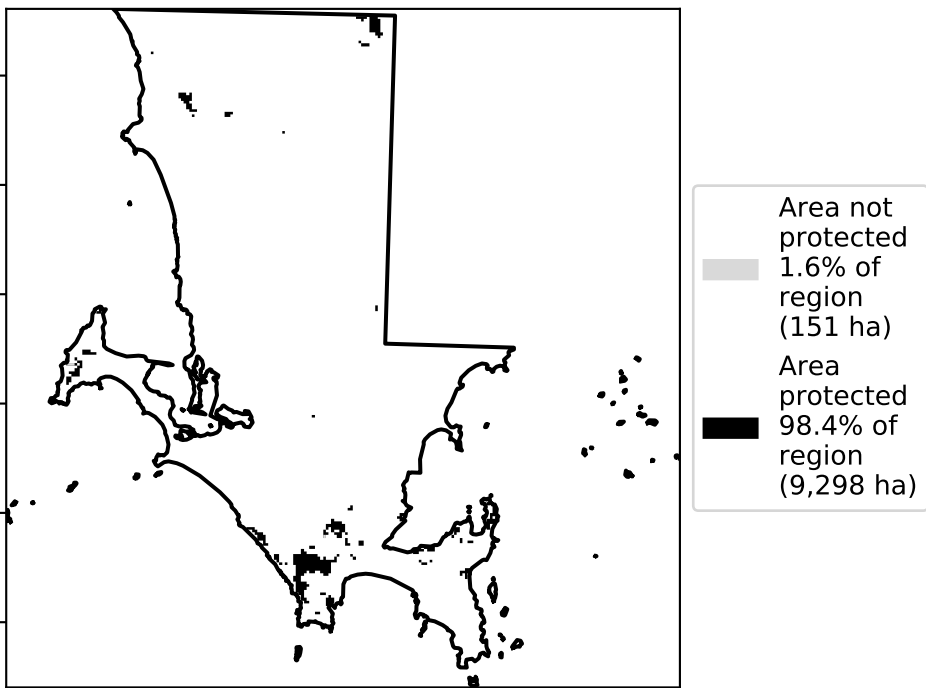 Area not
protected
1.6% of
region
(151 ha)
Area
protected
98.4% of
region
(9,298 ha)